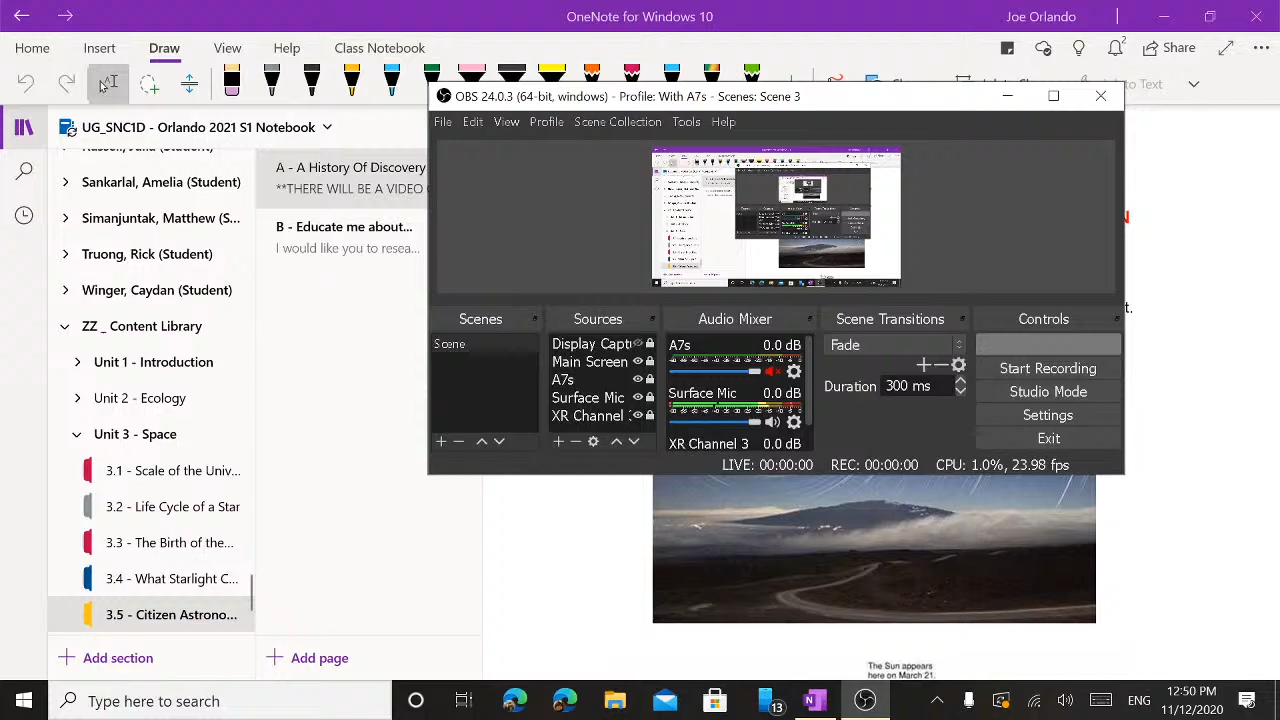 OneNote for Windows 10
Joe Orlando
Home Insert Draw View Help Class Notebook
2
Share
to Text
UG_SNC1D - Orlando 2021 S1 Notebook
Sankarlal, Amelia (Student)
Simanjuntak, Matthew (S...
Truong, Rick (Student)
Winger, Caydan (Student)
ZZ _ Content Library
Unit 1 - Introduction
Unit 2 - Ecology
Unit 3 - Space
3.1 - Scale of the Univ...
3.2 - Life Cycle of a Star
3.3 - The Birth of the...
3.4 - What Starlight C...
3.5 - Citizen Astrono...
Add section
A - A History Of Discovery
**THERE WILL BE A VIDEO
B - Educate me about...
I would like you to resea...
Add page
OBS 24.0.3 (64-bit, windows) - Profile: With A7s - Scenes: Scene 3
File Edit View Profile Scene Collection Tools Help
Scenes
Scene
Sources
Display Capt
Main Screen
A7s
Surface Mic
XR Channel
Audio Mixer
A7s 0.0 dB
Surface Mic 0.0 dB
XR Channel 3 0.0 dB
Scene Transitions
Fade
Duration 300 ms
Controls
Start Recording
Studio Mode
Settings
Exit
LIVE: 00:00:00 REC: 00:00:00 CPU: 1.0%, 23.98 fps
N
t.
The Sun appears
here on March 21.
Type here to search
13
ENG
12:50 PM
11/12/2020